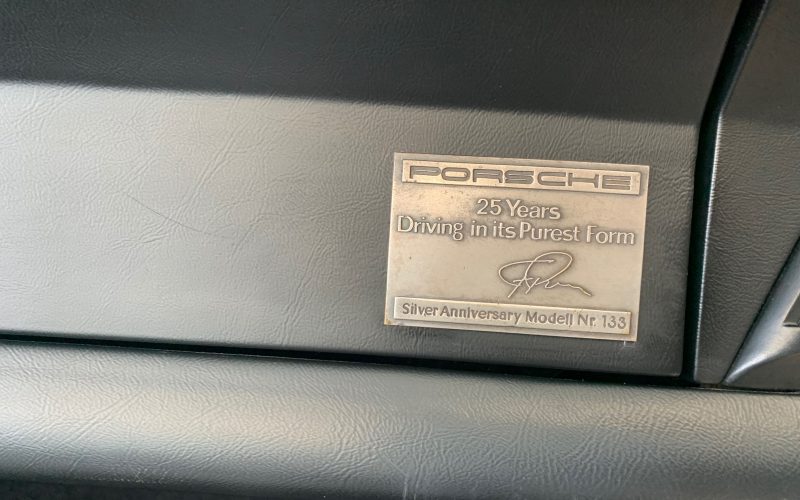 PORSCHE
25 Years
Driving in its Purest Form
Silver Anniversary Modell Nr. 133